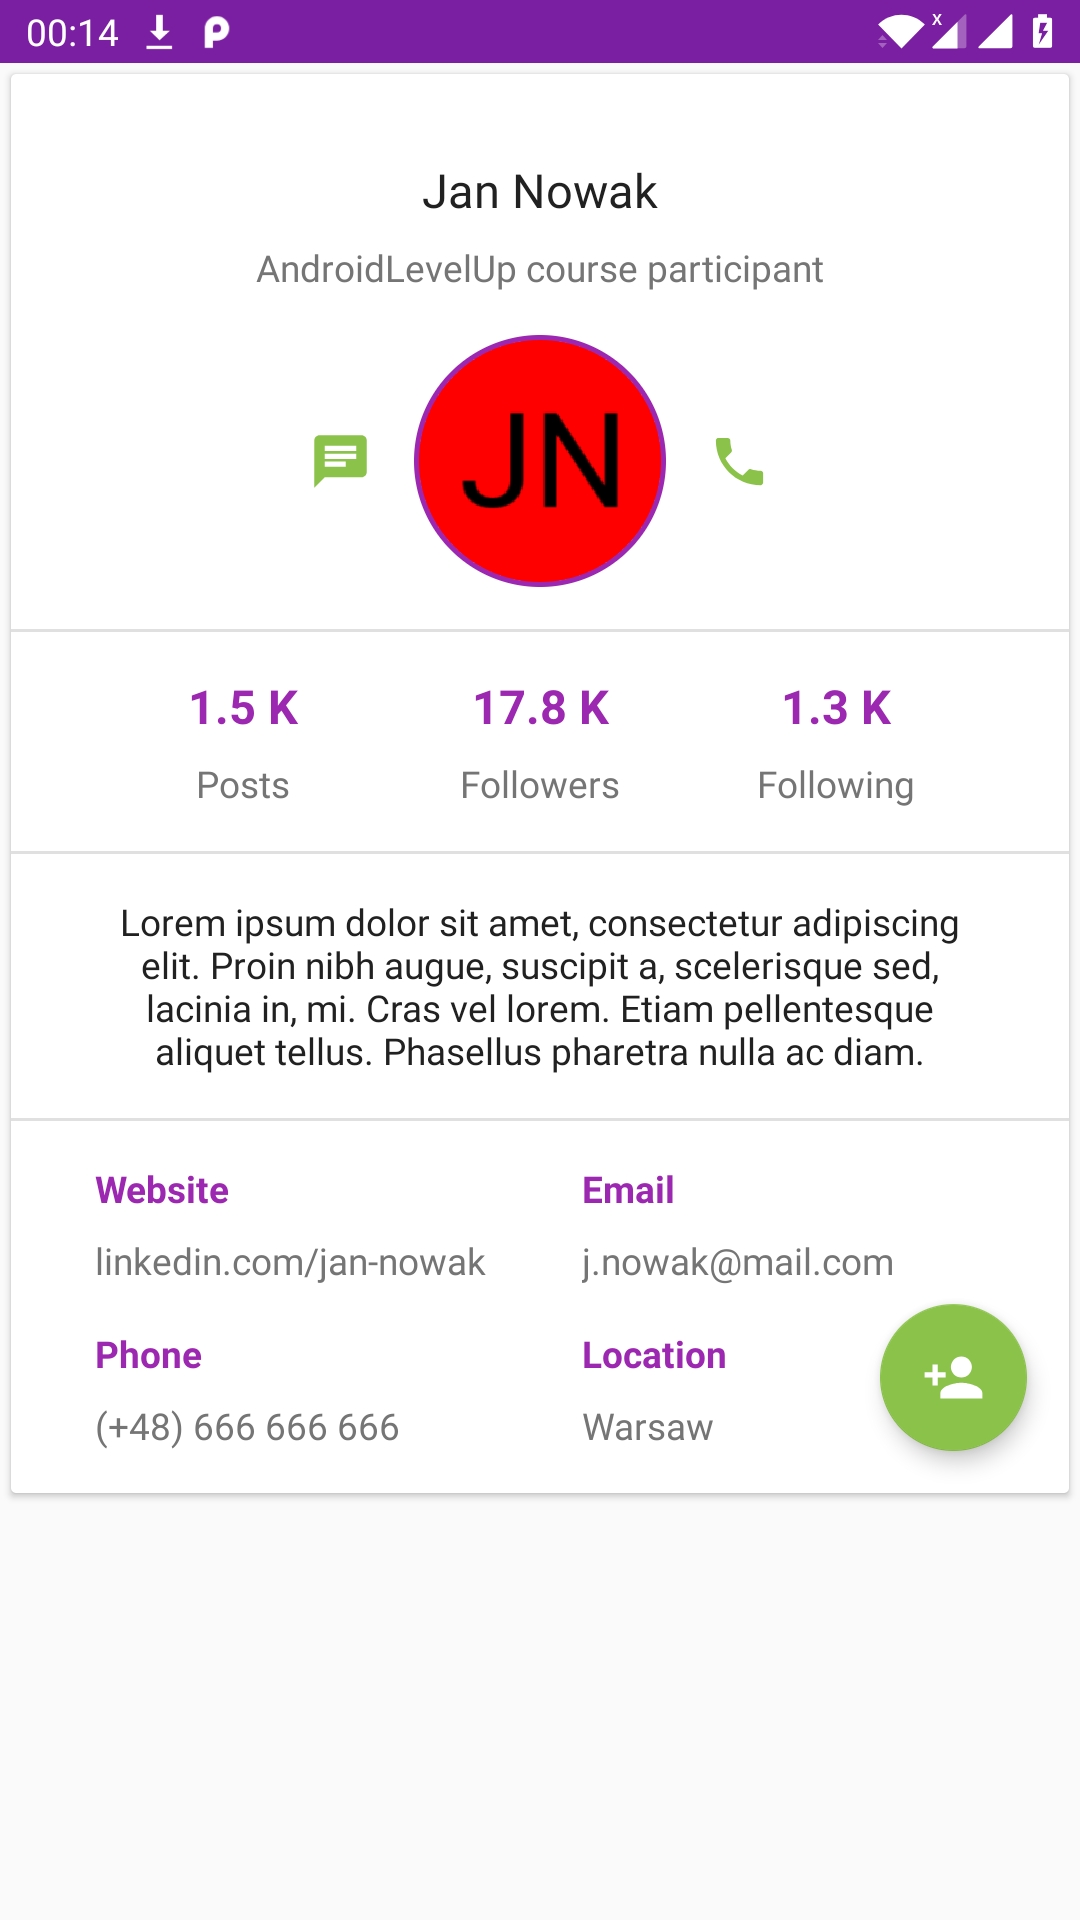 00:14
Jan Nowak
AndroidLevelUp course participant
JN
1.5 K 17.8 K 1.3 K
Posts Followers Following
Lorem ipsum dolor sit amet, consectetur adipiscing
elit. Proin nibh augue, suscipit a, scelerisque sed,
lacinia in, mi. Cras vel lorem. Etiam pellentesque
aliquet tellus. Phasellus pharetra nulla ac diam.
Website Email
linkedin.com/jan-nowak j.nowak@mail.com
Phone Location
(+48) 666 666 666 Warsaw